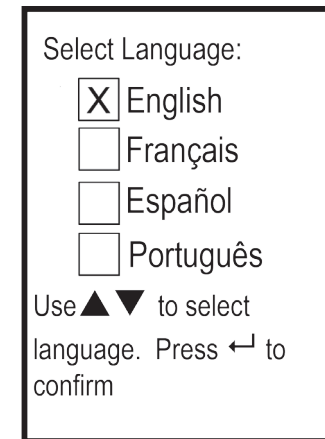 Select Language:
X English
Français
Español
Português
Use ▲ ▼ to select
language. Press ↵ to
confirm